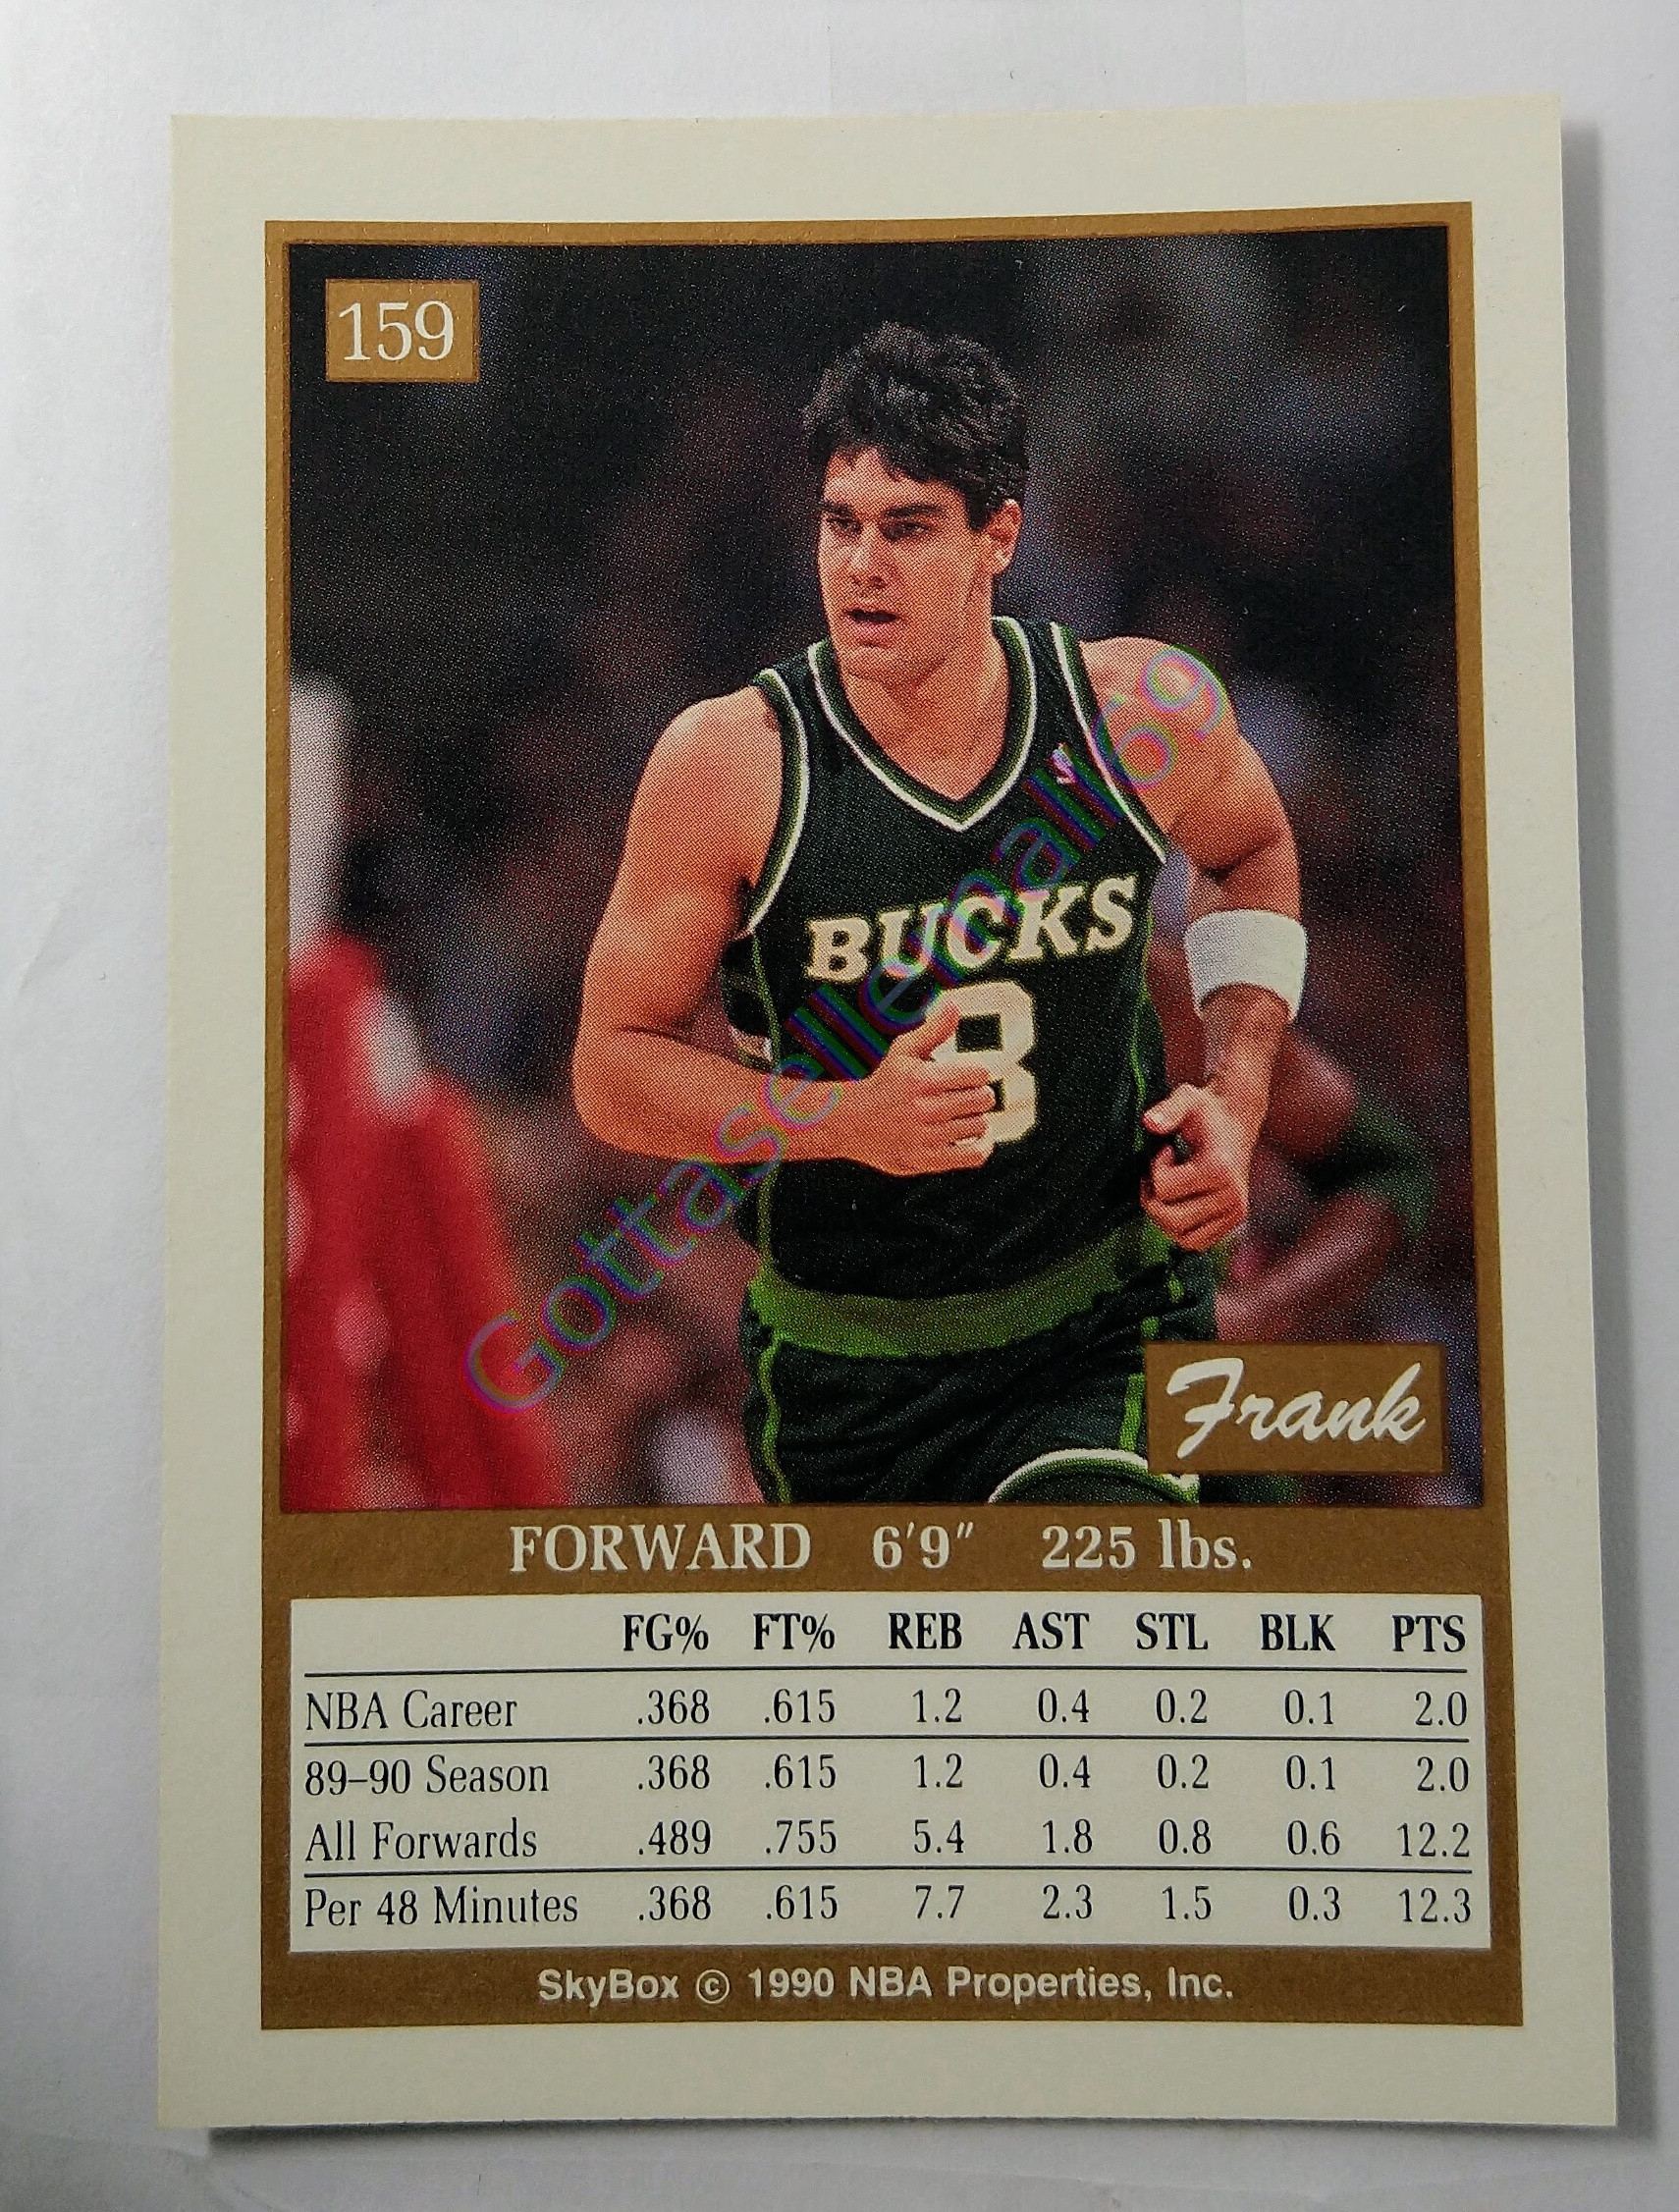 159
BUCKS
3
Gottasellemall69
Frank
FORWARD 6'9" 225 lbs.
FG% FT% REB AST STL BLK PTS
NBA Career .368 .615 1.2 0.4 0.2 0.1 2.0
89–90 Season .368 .615 1.2 0.4 0.2 0.1 2.0
All Forwards .489 .755 5.4 1.8 0.8 0.6 12.2
Per 48 Minutes .368 .615 7.7 2.3 1.5 0.3 12.3
SkyBox © 1990 NBA Properties, Inc.